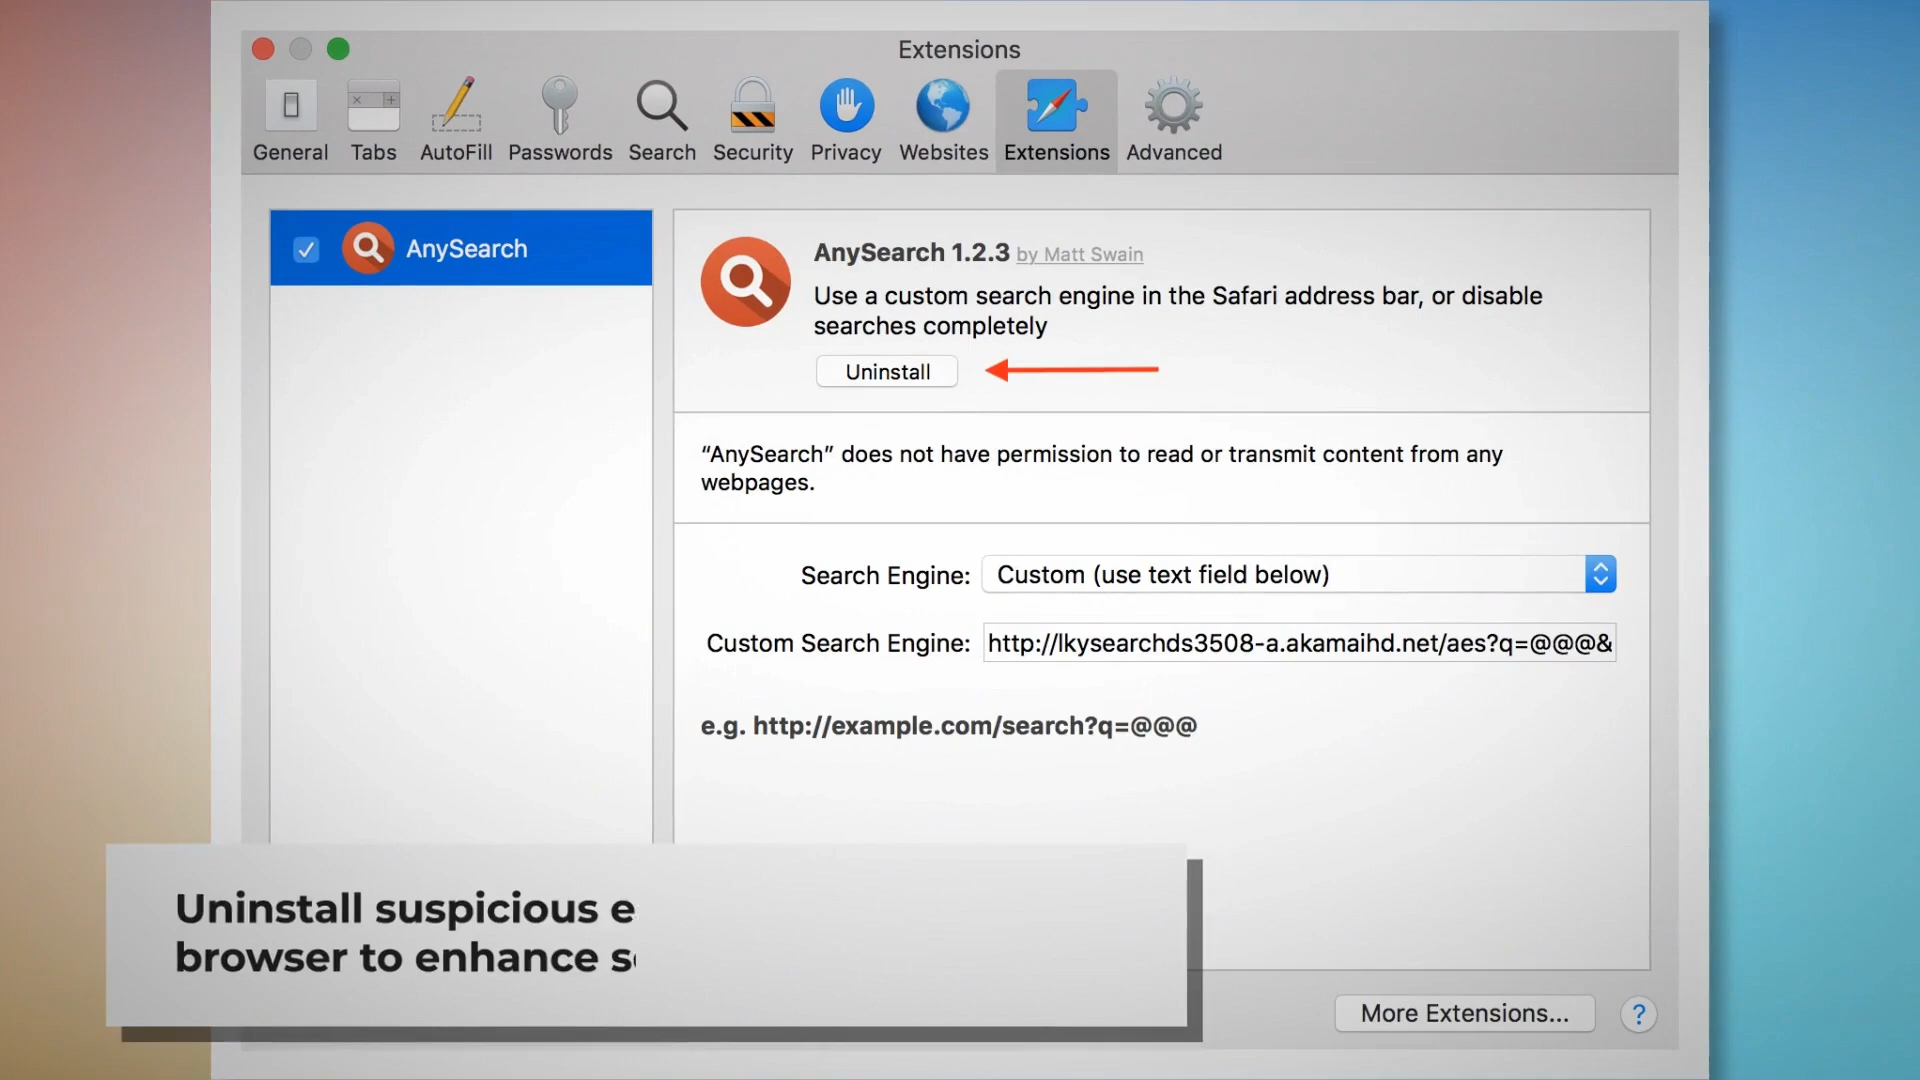 Extensions
General Tabs AutoFill Passwords Search Security Privacy Websites Extensions Advanced
AnySearch
AnySearch 1.2.3 by Matt Swain
Use a custom search engine in the Safari address bar, or disable
searches completely
Uninstall
“AnySearch” does not have permission to read or transmit content from any
webpages.
Search Engine: Custom (use text field below)
Custom Search Engine: http://lkysearchds3508-a.akamaihd.net/aes?q=@@@&
e.g. http://example.com/search?q=@@@
Uninstall suspicious e
browser to enhance s
More Extensions... ?